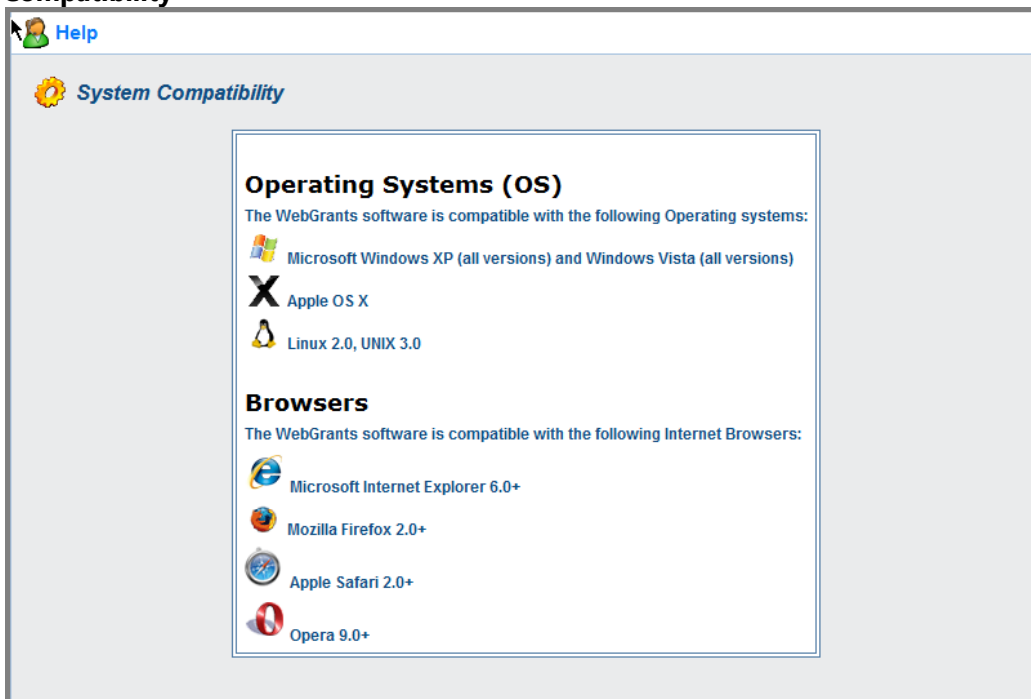 Compatibility
Help
System Compatibility
Operating Systems (OS)
The WebGrants software is compatible with the following Operating systems:
Microsoft Windows XP (all versions) and Windows Vista (all versions)
Apple OS X
Linux 2.0, UNIX 3.0
Browsers
The WebGrants software is compatible with the following Internet Browsers:
Microsoft Internet Explorer 6.0+
Mozilla Firefox 2.0+
Apple Safari 2.0+
Opera 9.0+